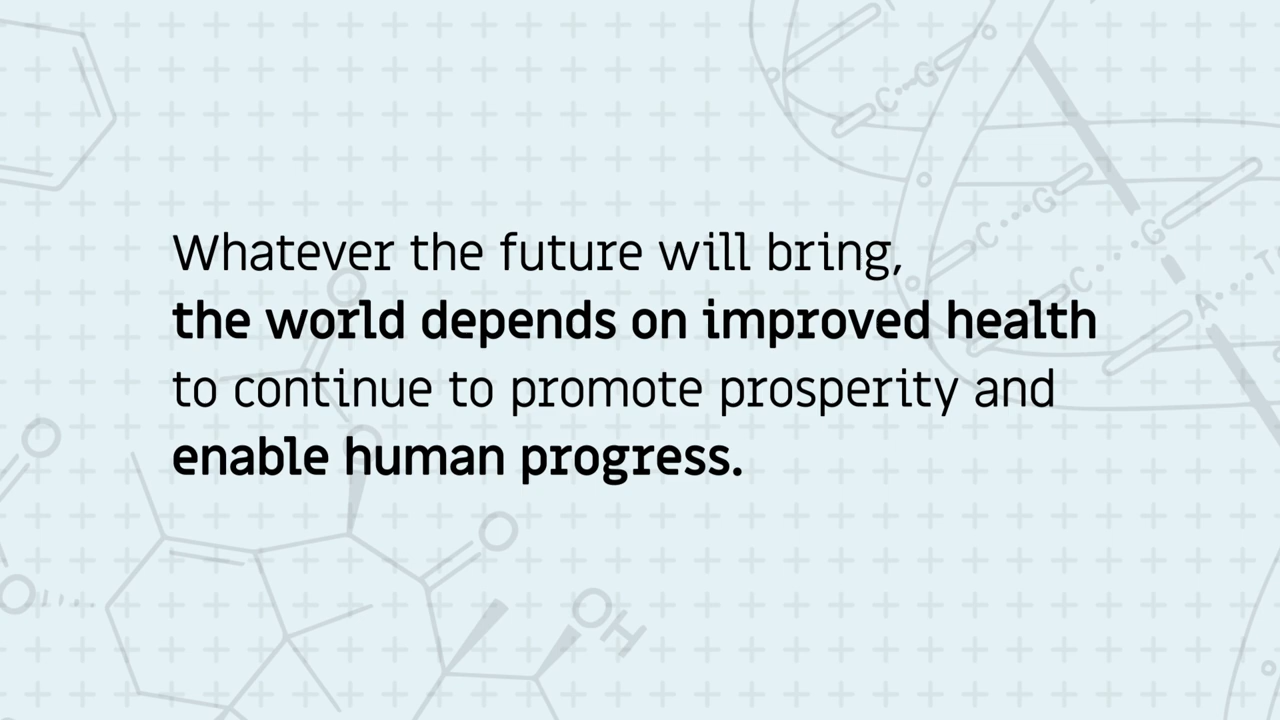 Whatever the future will bring,
the world depends on improved health
to continue to promote prosperity and
enable human progress.
C G
C G
C G
A T
O
O
O
O
O
OH